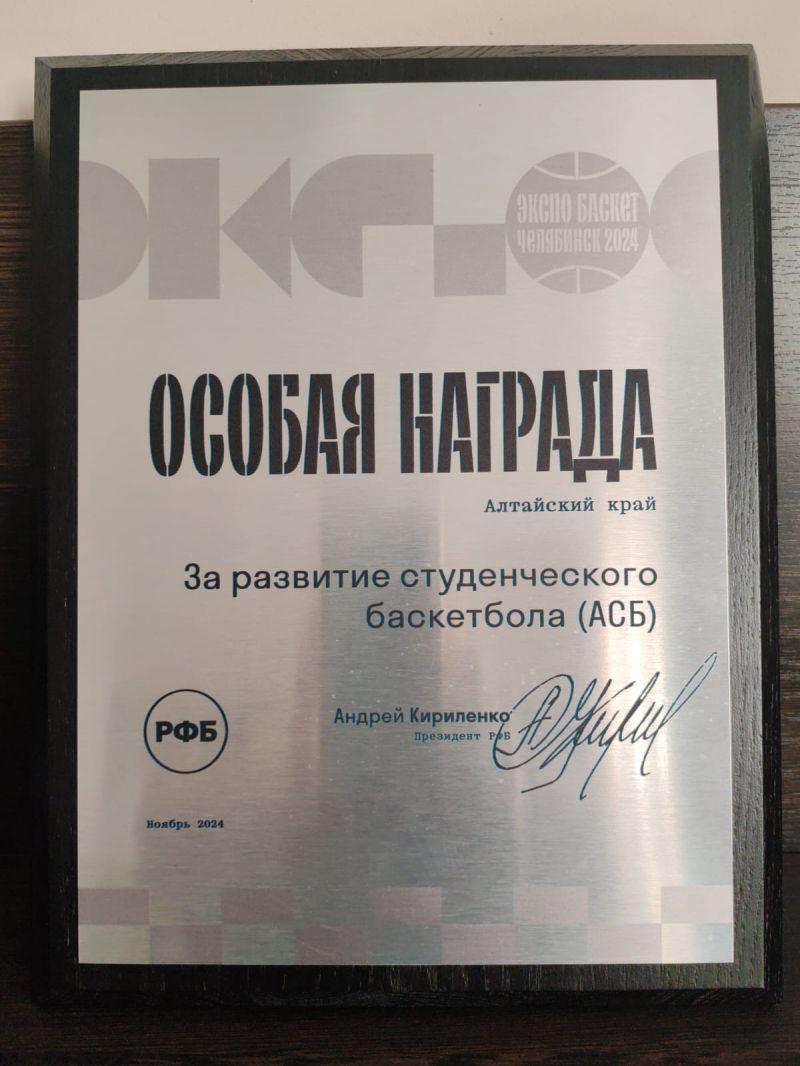 ЭКСПО
ЭКСПО БАСКЕТ
ЧЕЛЯБИНСК 2024
ОСОБАЯ НАГРАДА
Алтайский край
За развитие студенческого
баскетбола (АСБ)
Андрей Кириленко
Президент РФБ
РФБ
Ноябрь 2024